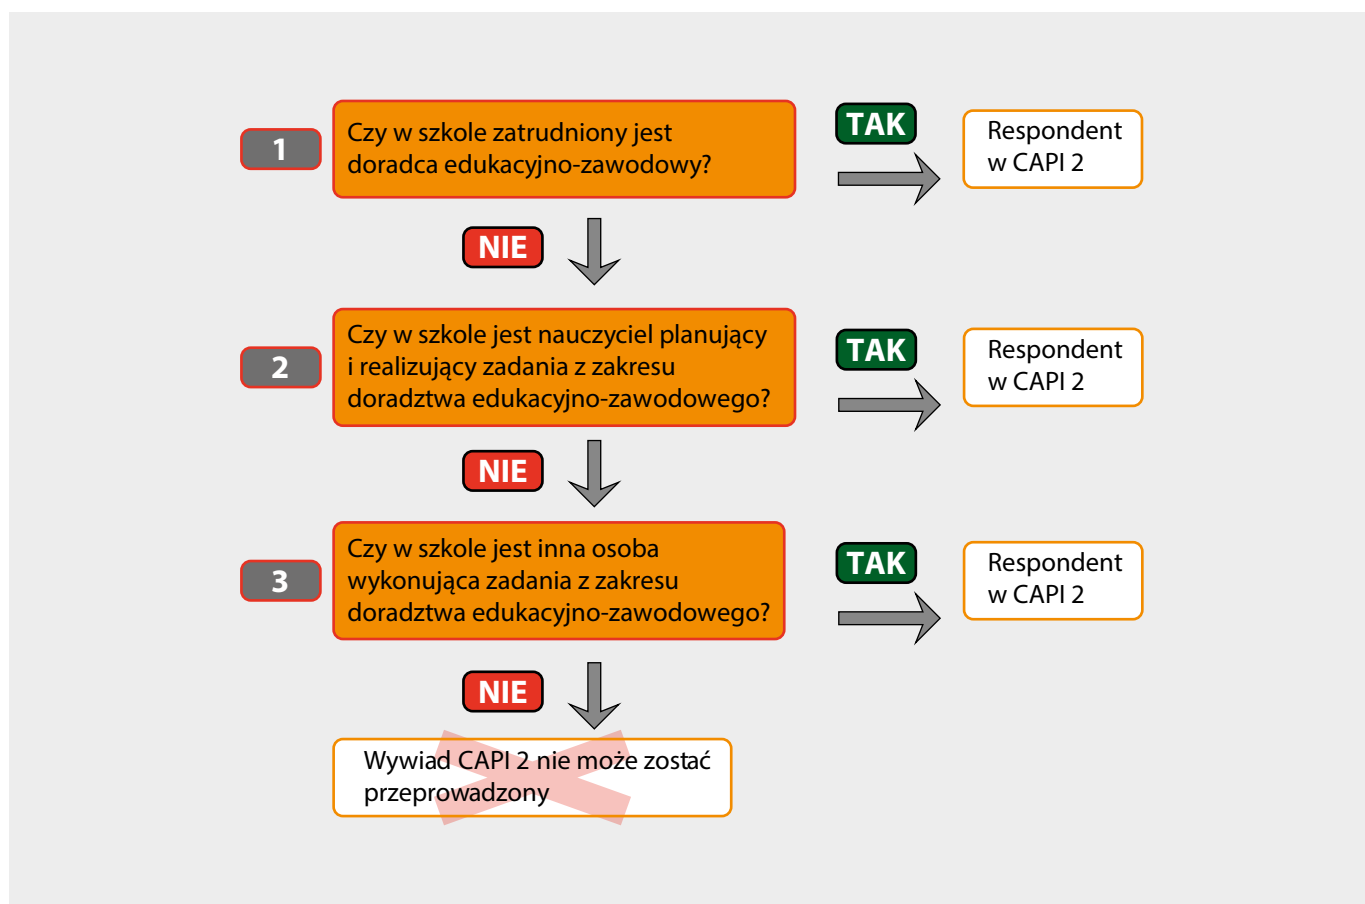 1
Czy w szkole zatrudniony jest
doradca edukacyjno-zawodowy?
TAK
Respondent
w CAPI 2
NIE
2
Czy w szkole jest nauczyciel planujący
i realizujący zadania z zakresu
doradztwa edukacyjno-zawodowego?
TAK
Respondent
w CAPI 2
NIE
3
Czy w szkole jest inna osoba
wykonująca zadania z zakresu
doradztwa edukacyjno-zawodowego?
TAK
Respondent
w CAPI 2
NIE
Wywiad CAPI 2 nie może zostać
przeprowadzony